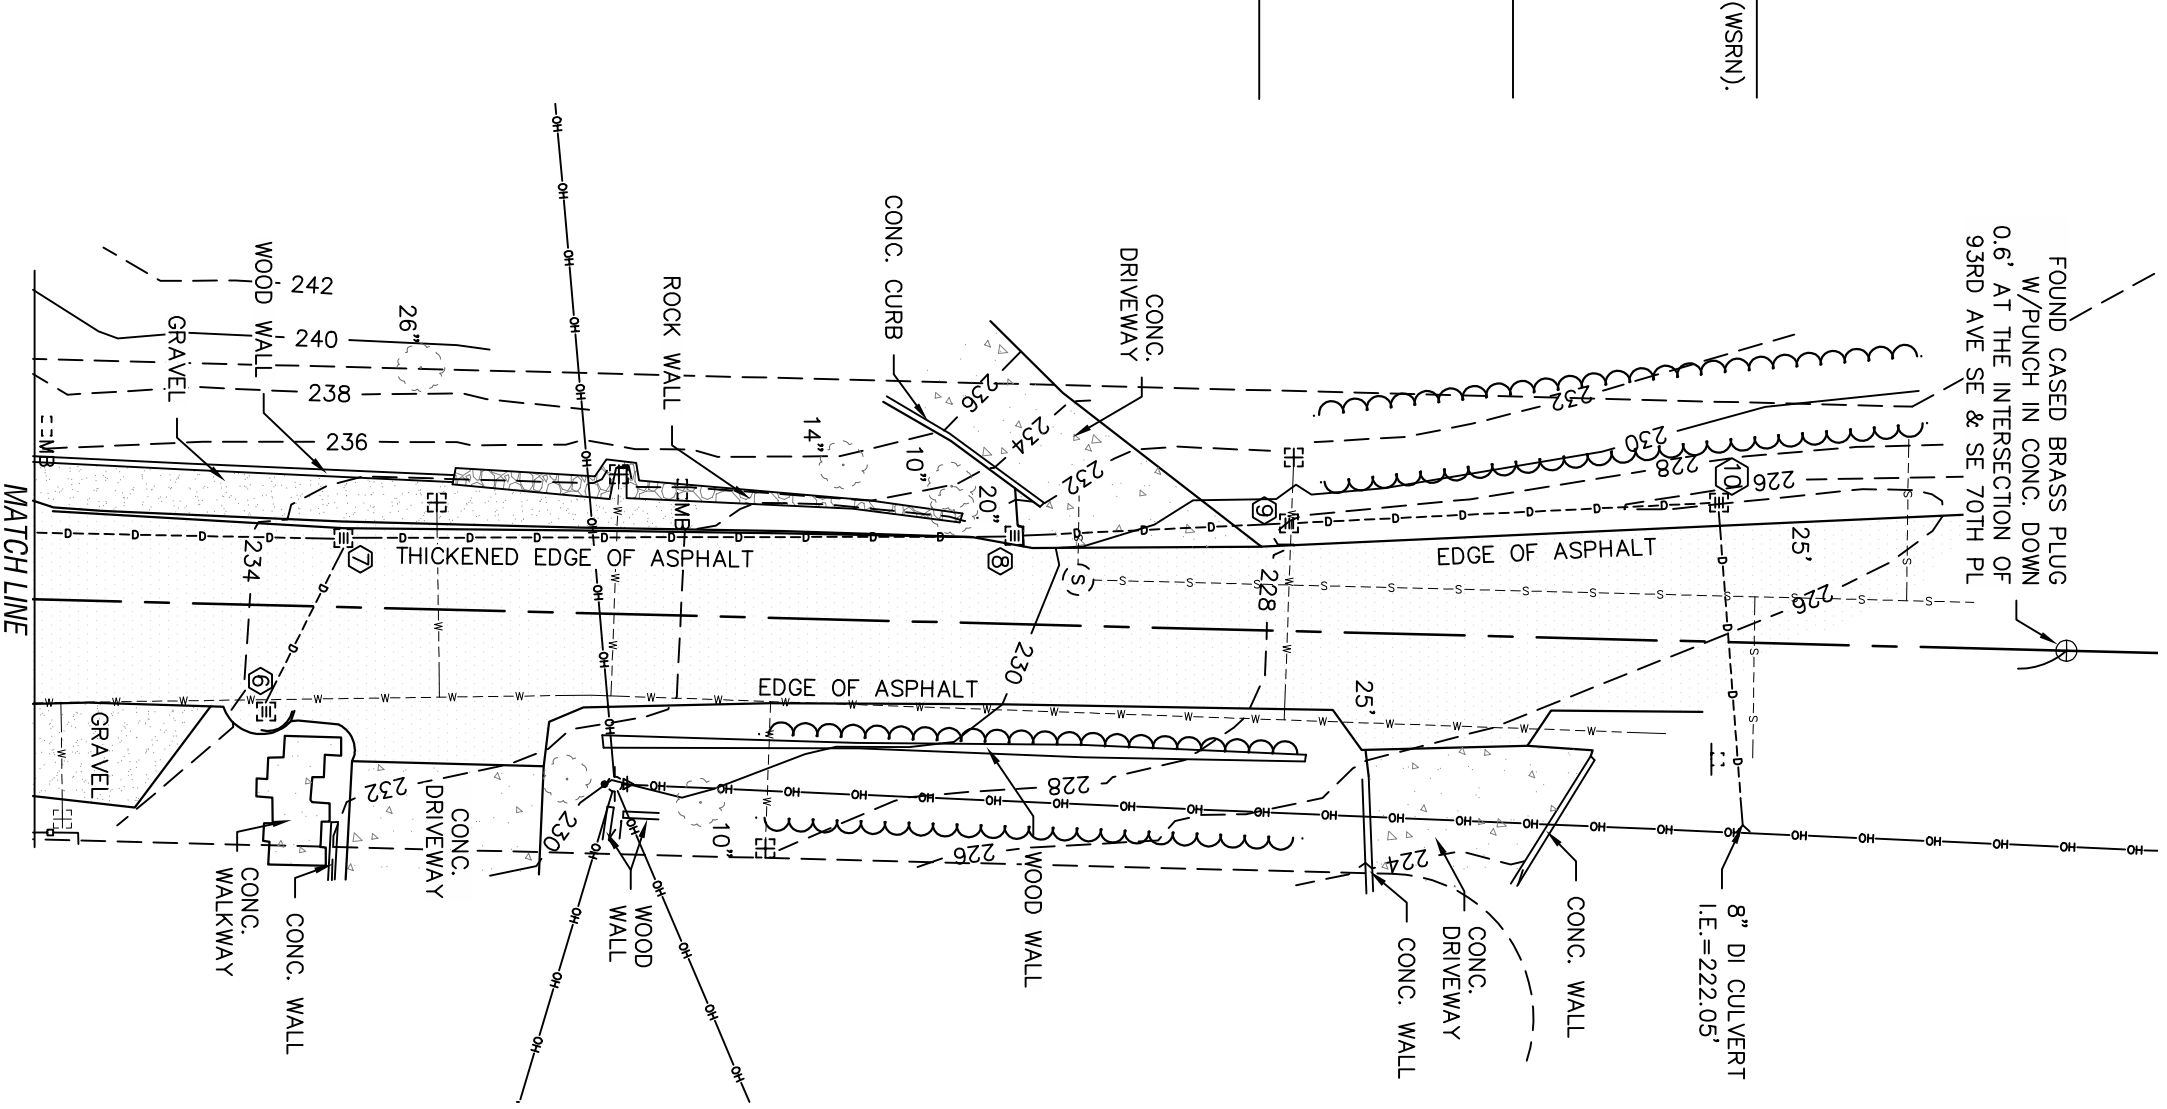 (WSRN).
FOUND CASED BRASS PLUG
W/PUNCH IN CONC. DOWN
0.6' AT THE INTERSECTION OF
93RD AVE SE & SE 70TH PL
CONC.
DRIVEWAY
CONC. CURB
ROCK WALL
WOOD WALL
GRAVEL
242
240
238
236
26"
14"
10"
20"
236
234
232
232
230
228
226
10
9
8
7
6
MB
MB
THICKENED EDGE OF ASPHALT
EDGE OF ASPHALT
25'
(S)
228
226
234
230
MATCH LINE
EDGE OF ASPHALT
25'
GRAVEL
232
CONC.
DRIVEWAY
230
10"
228
226
224
WOOD WALL
WOOD
WALL
CONC.
WALKWAY
CONC. WALL
CONC. WALL
CONC.
DRIVEWAY
CONC. WALL
8" DI CULVERT
I.E.=222.05'